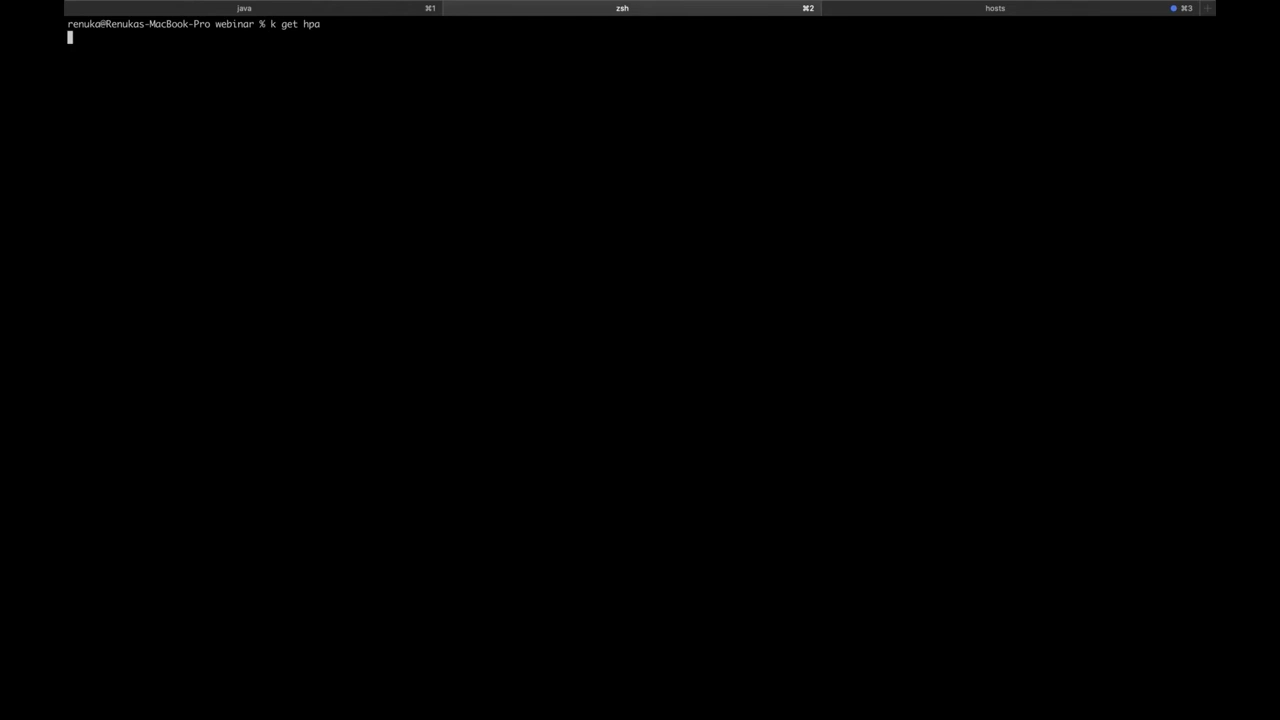 java ⌘1 zsh ⌘2 hosts ⌘3 +
renuka@Renukas-MacBook-Pro webinar % k get hpa